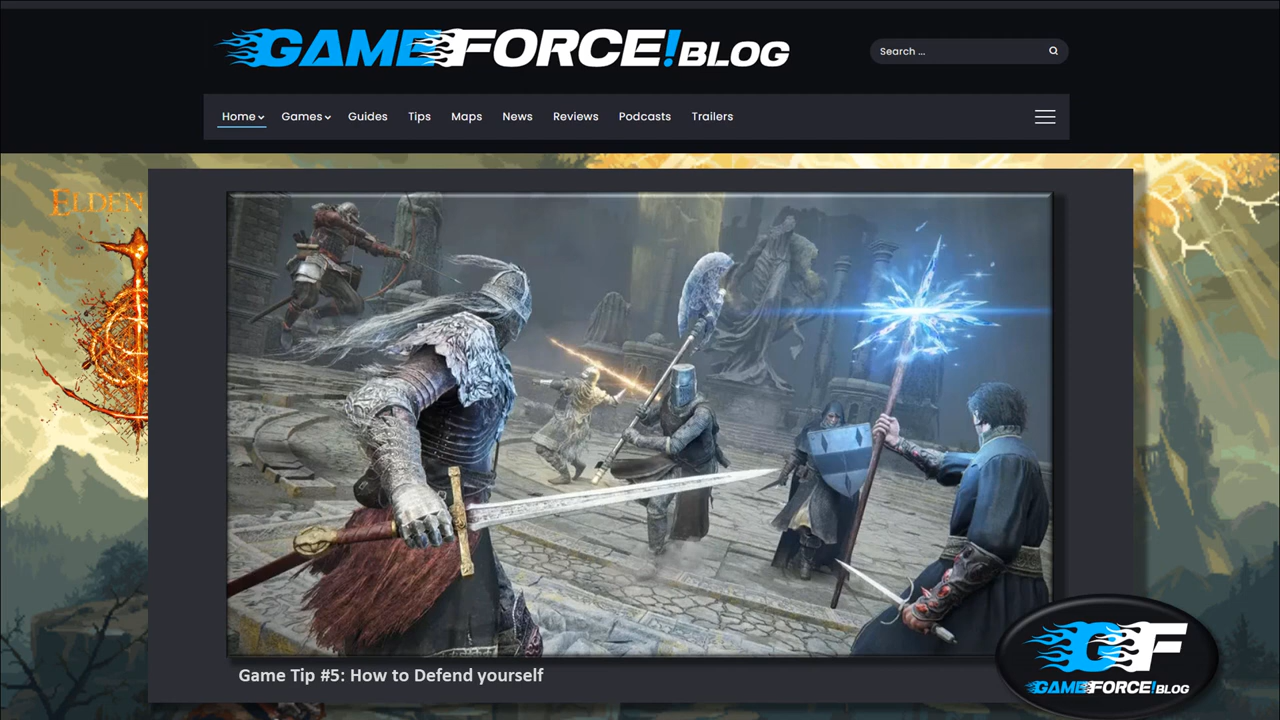 GAMEFORCE!BLOG
Search ...
Home Games Guides Tips Maps News Reviews Podcasts Trailers
ELDEN
Game Tip #5: How to Defend yourself
GF
GAMEFORCE!BLOG